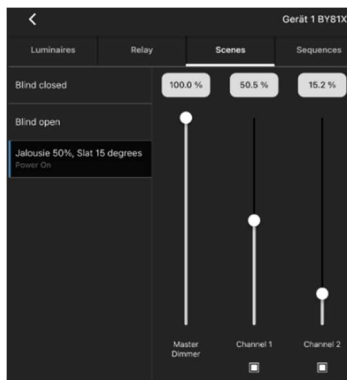 Gerät 1 BY81X
Luminaires Relay Scenes Sequences
Blind closed
100.0 % 50.5 % 15.2 %
Blind open
Jalousie 50%, Slat 15 degrees
Power On
Master Dimmer Channel 1 Channel 2